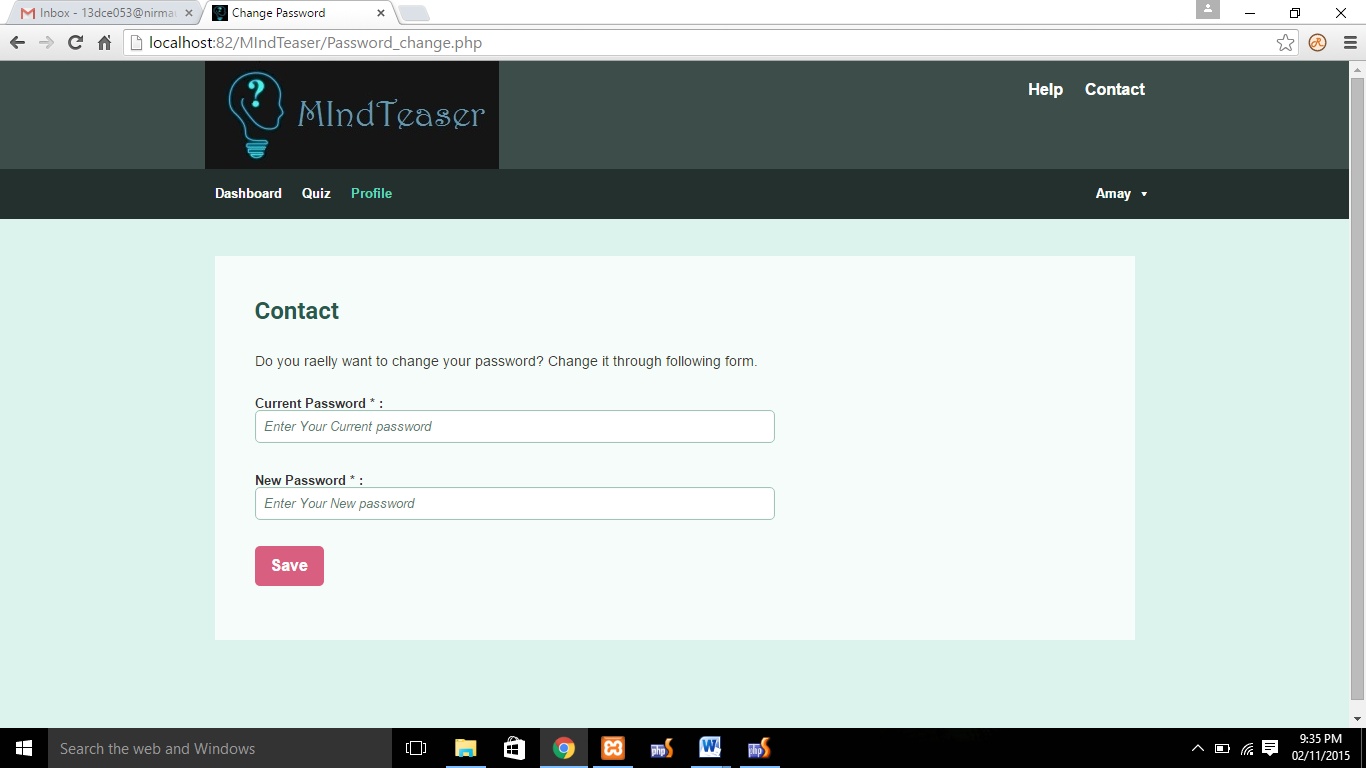 Inbox - 13dce053@nirma
Change Password
localhost:82/MIndTeaser/Password_change.php
?
MIndTeaser
Help
Contact
Dashboard
Quiz
Profile
Amay
Contact
Do you raelly want to change your password? Change it through following form.
Current Password * :
Enter Your Current password
New Password * :
Enter Your New password
Save
Search the web and Windows
php
W
php
9:35 PM
02/11/2015